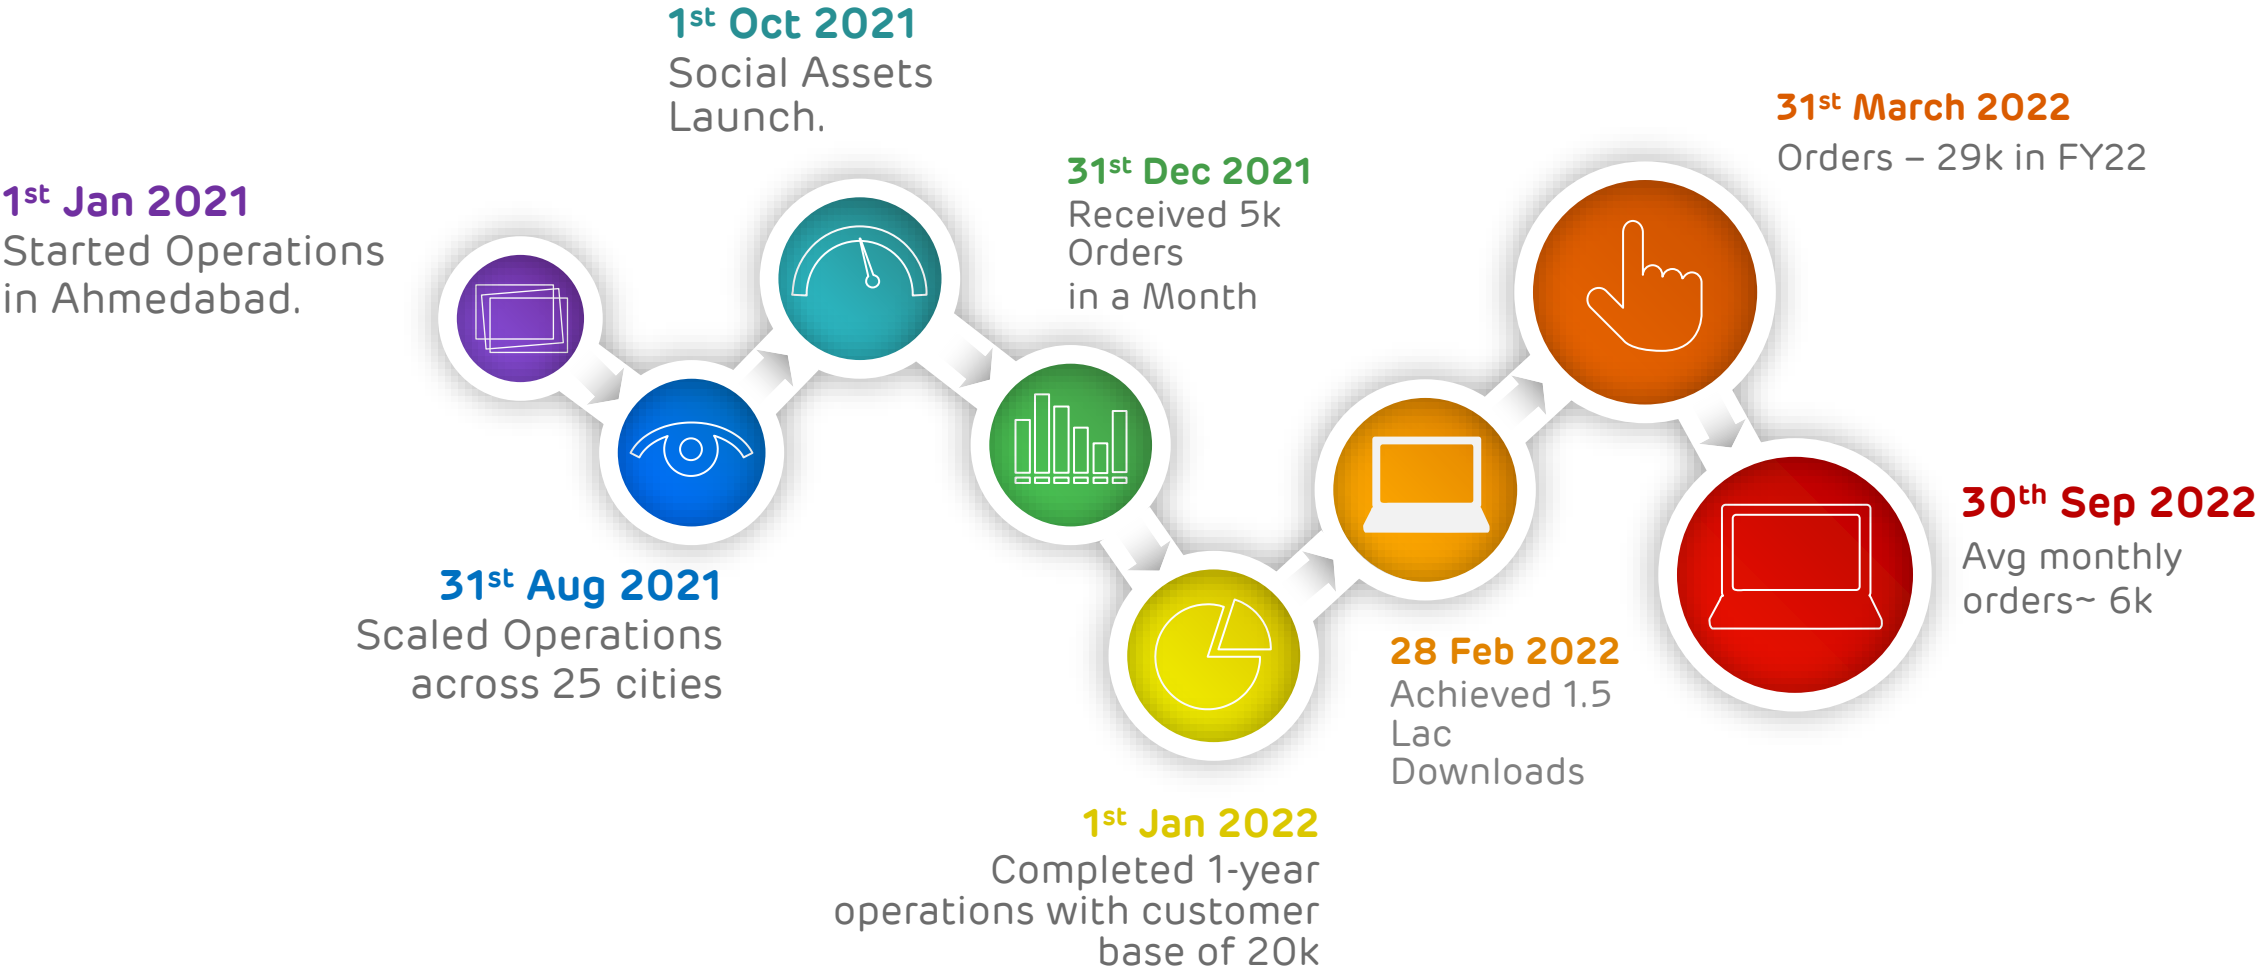 1st Jan 2021
Started Operations
in Ahmedabad.
31st Aug 2021
Scaled Operations
across 25 cities
1st Oct 2021
Social Assets
Launch.
31st Dec 2021
Received 5k
Orders
in a Month
1st Jan 2022
Completed 1-year
operations with customer
base of 20k
28 Feb 2022
Achieved 1.5
Lac
Downloads
31st March 2022
Orders – 29k in FY22
30th Sep 2022
Avg monthly
orders~ 6k